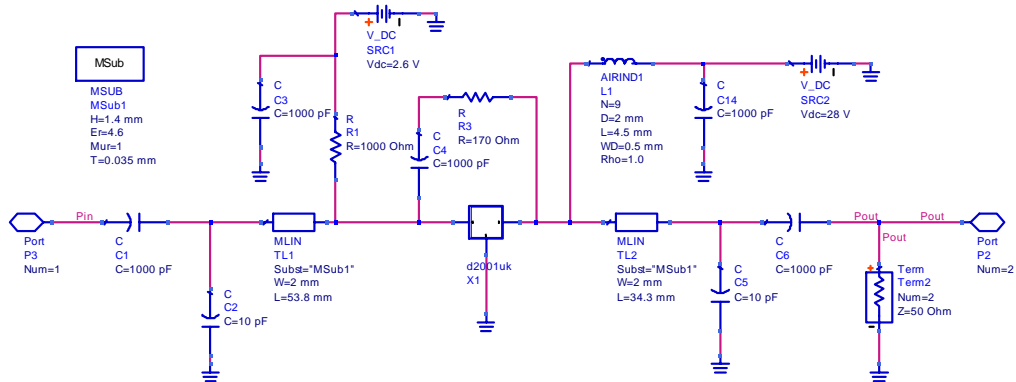 MSub
MSUB
MSub1
H=1.4 mm
Er=4.6
Mur=1
T=0.035 mm
V_DC
SRC1
Vdc=2.6 V
C
C3
C=1000 pF
R
R1
R=1000 Ohm
R
R3
R=170 Ohm
C
C4
C=1000 pF
AIRIND1
L1
N=9
D=2 mm
L=4.5 mm
WD=0.5 mm
Rho=1.0
C
C14
C=1000 pF
V_DC
SRC2
Vdc=28 V
Port
P3
Num=1
Pin
C
C1
C=1000 pF
C
C2
C=10 pF
MLIN
TL1
Subst="MSub1"
W=2 mm
L=53.8 mm
d2001uk
X1
MLIN
TL2
Subst="MSub1"
W=2 mm
L=34.3 mm
C
C5
C=10 pF
C
C6
C=1000 pF
Pout
Pout
Pout
Term
Term2
Num=2
Z=50 Ohm
Port
P2
Num=2